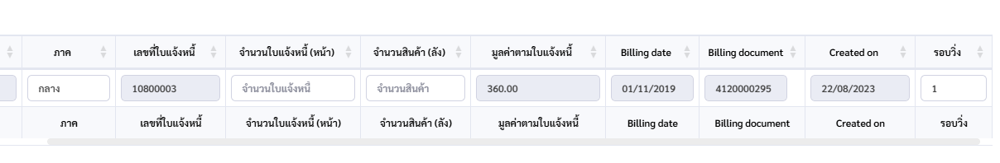 ภาค เลขที่ใบแจ้งหนี้ จำนวนใบแจ้งหนี้ (หน้า) จำนวนสินค้า (ลัง) มูลค่าตามใบแจ้งหนี้ Billing date Billing document Created on รอบวิ่ง
กลาง 10800003 จำนวนใบแจ้งหนี้ จำนวนสินค้า 360.00 01/11/2019 4120000295 22/08/2023 1
ภาค เลขที่ใบแจ้งหนี้ จำนวนใบแจ้งหนี้ (หน้า) จำนวนสินค้า (ลัง) มูลค่าตามใบแจ้งหนี้ Billing date Billing document Created on รอบวิ่ง